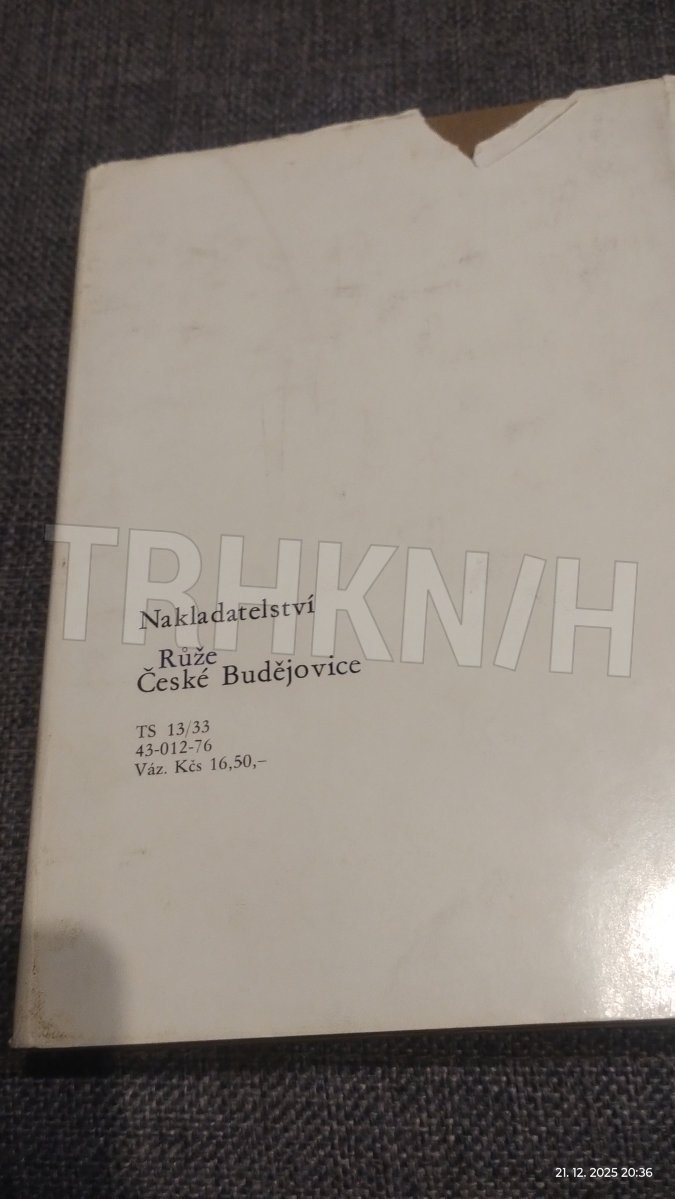 TRHKN/H
Nakladatelství
Růže
České Budějovice
TS 13/33
43-012-76
Váz. Kčs 16,50,–
21. 12. 2025 20:36